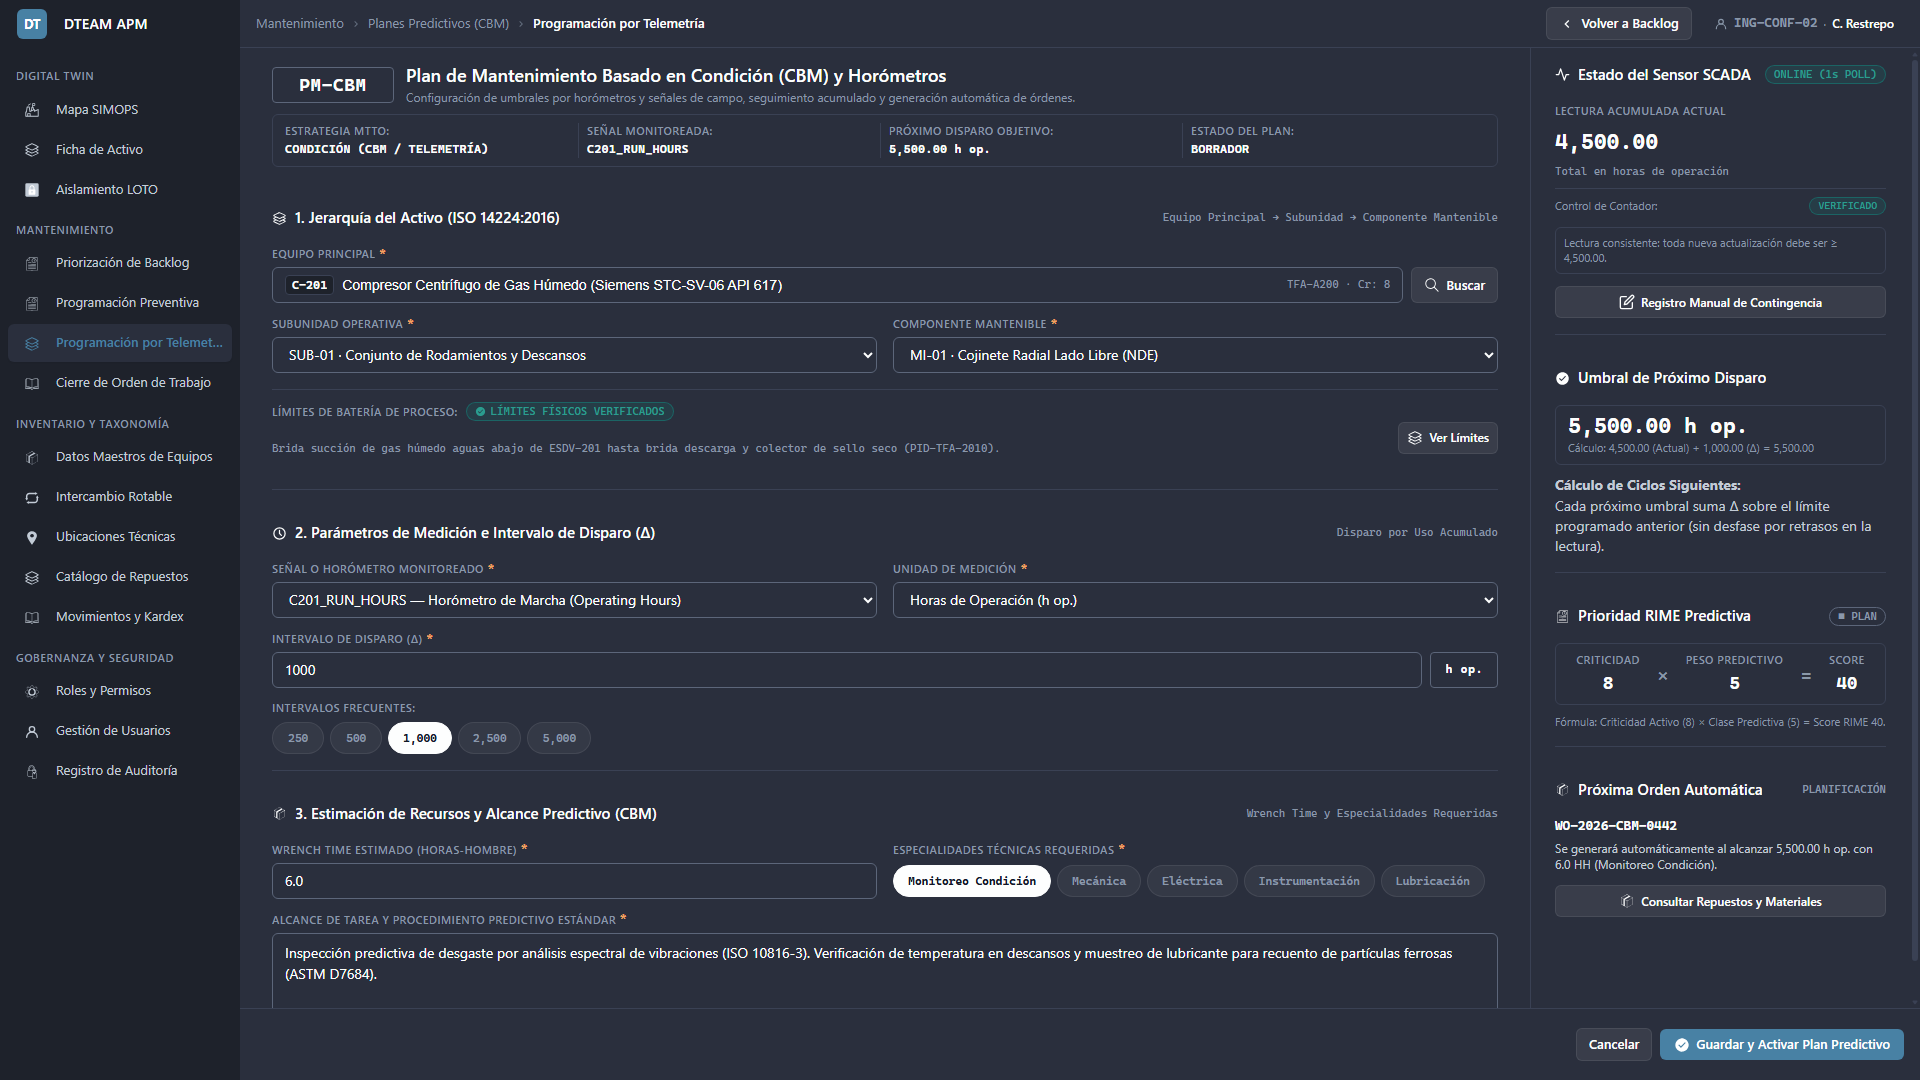 DT
DTEAM APM
DIGITAL TWIN
Mapa SIMOPS
Ficha de Activo
Aislamiento LOTO
MANTENIMIENTO
Priorización de Backlog
Programación Preventiva
Programación por Telemet...
Cierre de Orden de Trabajo
INVENTARIO Y TAXONOMÍA
Datos Maestros de Equipos
Intercambio Rotable
Ubicaciones Técnicas
Catálogo de Repuestos
Movimientos y Kardex
GOBERNANZA Y SEGURIDAD
Roles y Permisos
Gestión de Usuarios
Registro de Auditoría
Mantenimiento › Planes Predictivos (CBM) › Programación por Telemetría
Volver a Backlog
ING-CONF-02 · C. Restrepo
PM-CBM
Plan de Mantenimiento Basado en Condición (CBM) y Horómetros
Configuración de umbrales por horómetros y señales de campo, seguimiento acumulado y generación automática de órdenes.
ESTRATEGIA MTTO:
CONDICIÓN (CBM / TELEMETRÍA)
SEÑAL MONITOREADA:
C201_RUN_HOURS
PRÓXIMO DISPARO OBJETIVO:
5,500.00 h op.
ESTADO DEL PLAN:
BORRADOR
1. Jerarquía del Activo (ISO 14224:2016)
Equipo Principal → Subunidad → Componente Mantenible
EQUIPO PRINCIPAL *
C-201 Compresor Centrífugo de Gas Húmedo (Siemens STC-SV-06 API 617)
TFA-A200 · Cr: 8
Buscar
SUBUNIDAD OPERATIVA *
SUB-01 · Conjunto de Rodamientos y Descansos
COMPONENTE MANTENIBLE *
MI-01 · Cojinete Radial Lado Libre (NDE)
LÍMITES DE BATERÍA DE PROCESO:
LÍMITES FÍSICOS VERIFICADOS
Brida succión de gas húmedo aguas abajo de ESDV-201 hasta brida descarga y colector de sello seco (PID-TFA-2010).
Ver Límites
2. Parámetros de Medición e Intervalo de Disparo (Δ)
Disparo por Uso Acumulado
SEÑAL O HORÓMETRO MONITOREADO *
C201_RUN_HOURS — Horómetro de Marcha (Operating Hours)
UNIDAD DE MEDICIÓN *
Horas de Operación (h op.)
INTERVALO DE DISPARO (Δ) *
1000
h op.
INTERVALOS FRECUENTES:
250
500
1,000
2,500
5,000
3. Estimación de Recursos y Alcance Predictivo (CBM)
Wrench Time y Especialidades Requeridas
WRENCH TIME ESTIMADO (HORAS-HOMBRE) *
6.0
ESPECIALIDADES TÉCNICAS REQUERIDAS *
Monitoreo Condición
Mecánica
Eléctrica
Instrumentación
Lubricación
ALCANCE DE TAREA Y PROCEDIMIENTO PREDICTIVO ESTÁNDAR *
Inspección predictiva de desgaste por análisis espectral de vibraciones (ISO 10816-3). Verificación de temperatura en descansos y muestreo de lubricante para recuento de partículas ferrosas
(ASTM D7684).
Estado del Sensor SCADA
ONLINE (1s POLL)
LECTURA ACUMULADA ACTUAL
4,500.00
Total en horas de operación
Control de Contador:
VERIFICADO
Lectura consistente: toda nueva actualización debe ser ≥
4,500.00.
Registro Manual de Contingencia
Umbral de Próximo Disparo
5,500.00 h op.
Cálculo: 4,500.00 (Actual) + 1,000.00 (Δ) = 5,500.00
Cálculo de Ciclos Siguientes:
Cada próximo umbral suma Δ sobre el límite
programado anterior (sin desfase por retrasos en la
lectura).
Prioridad RIME Predictiva
PLAN
CRITICIDAD
8
×
PESO PREDICTIVO
5
=
SCORE
40
Fórmula: Criticidad Activo (8) × Clase Predictiva (5) = Score RIME 40.
Próxima Orden Automática
PLANIFICACIÓN
WO-2026-CBM-0442
Se generará automáticamente al alcanzar 5,500.00 h op. con
6.0 HH (Monitoreo Condición).
Consultar Repuestos y Materiales
Cancelar
Guardar y Activar Plan Predictivo